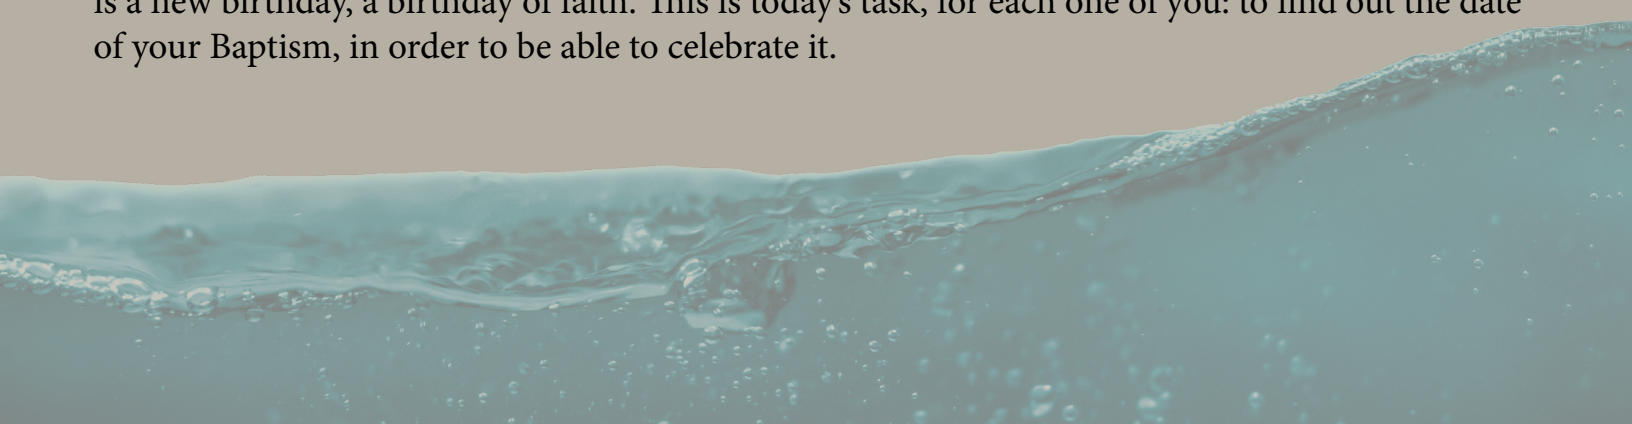 is a new birthday, a birthday of faith. This is today's task, for each one of you: to find out the date
of your Baptism, in order to be able to celebrate it.